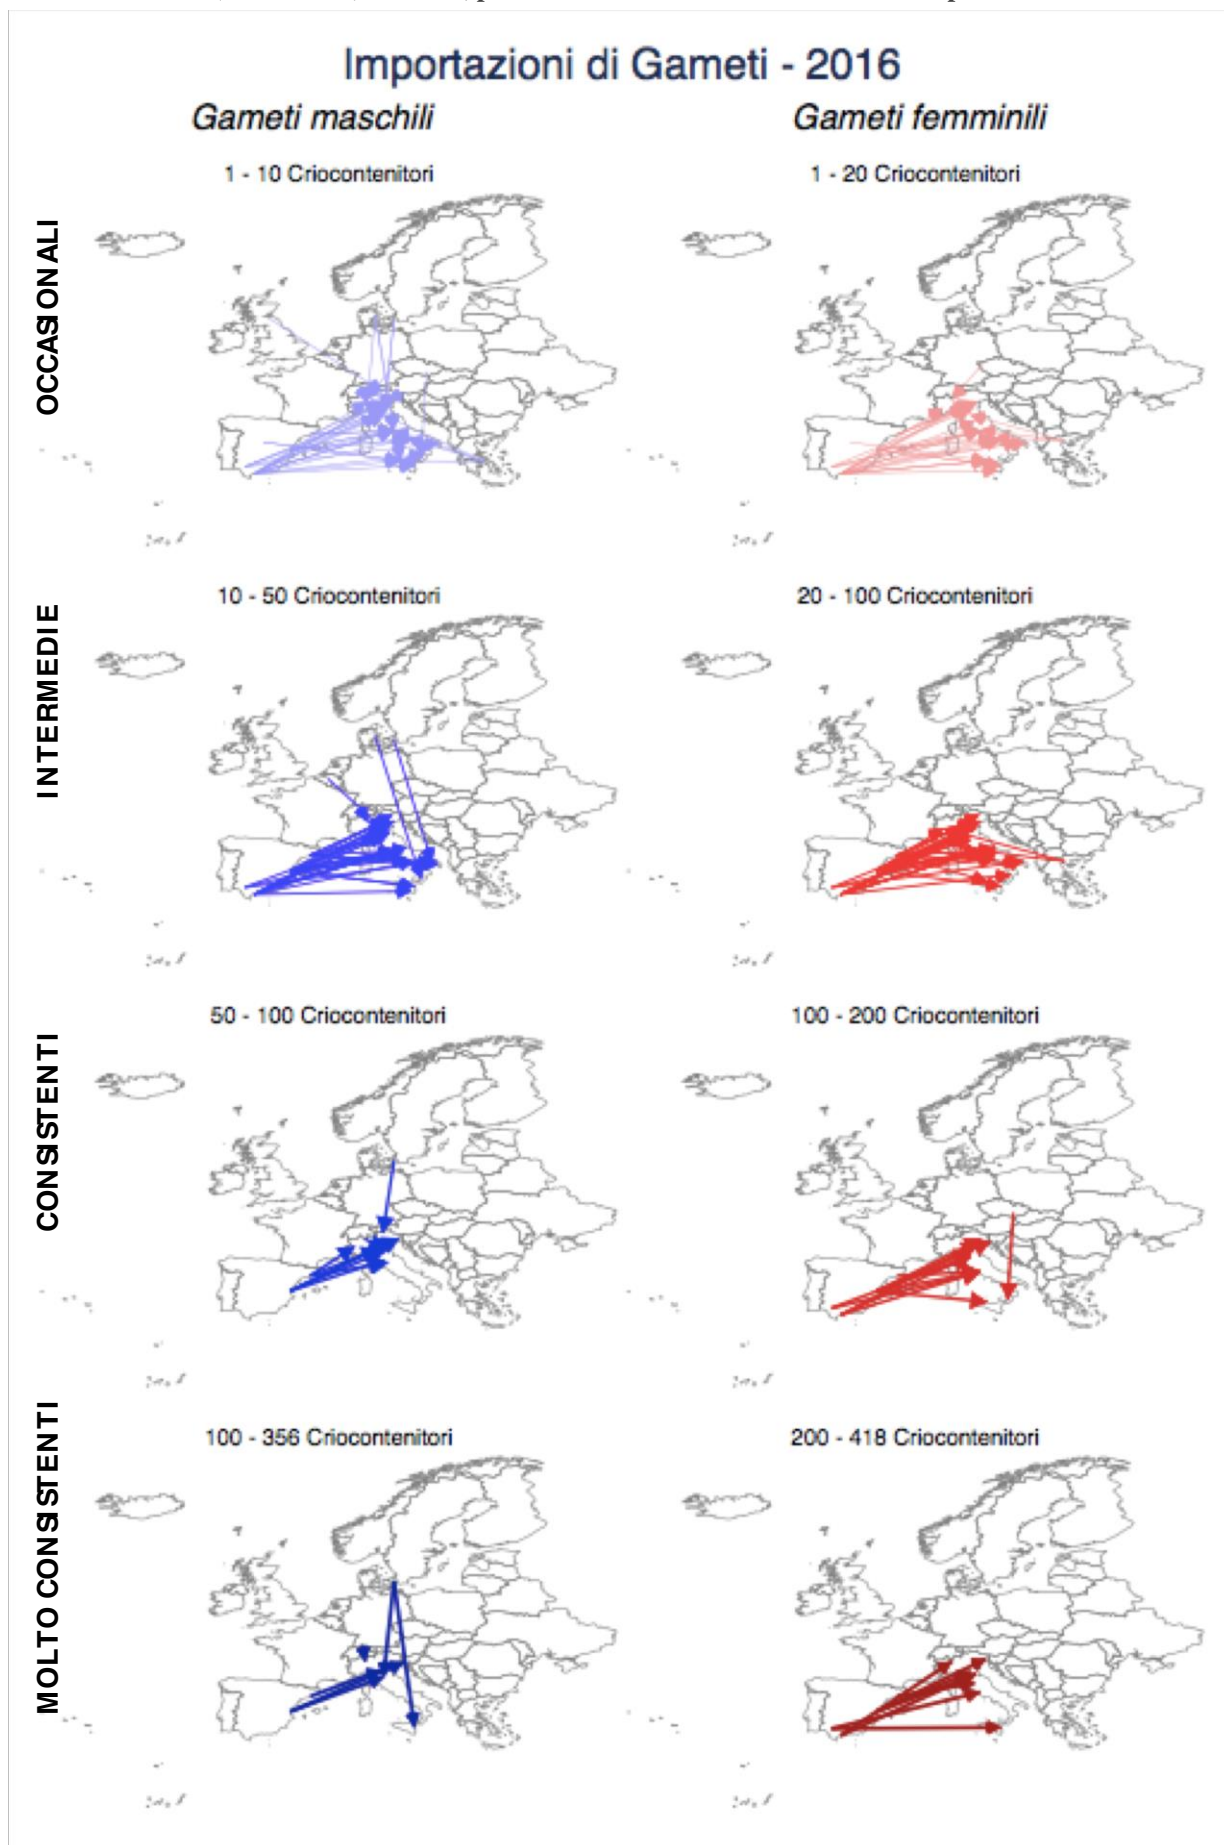 Importazioni di Gameti - 2016
Gameti maschili
Gameti femminili
OCCASIONALI
1 - 10 Criocontenitori
1 - 20 Criocontenitori
INTERMEDIE
10 - 50 Criocontenitori
20 - 100 Criocontenitori
CONSISTENTI
50 - 100 Criocontenitori
100 - 200 Criocontenitori
MOLTO CONSISTENTI
100 - 356 Criocontenitori
200 - 418 Criocontenitori